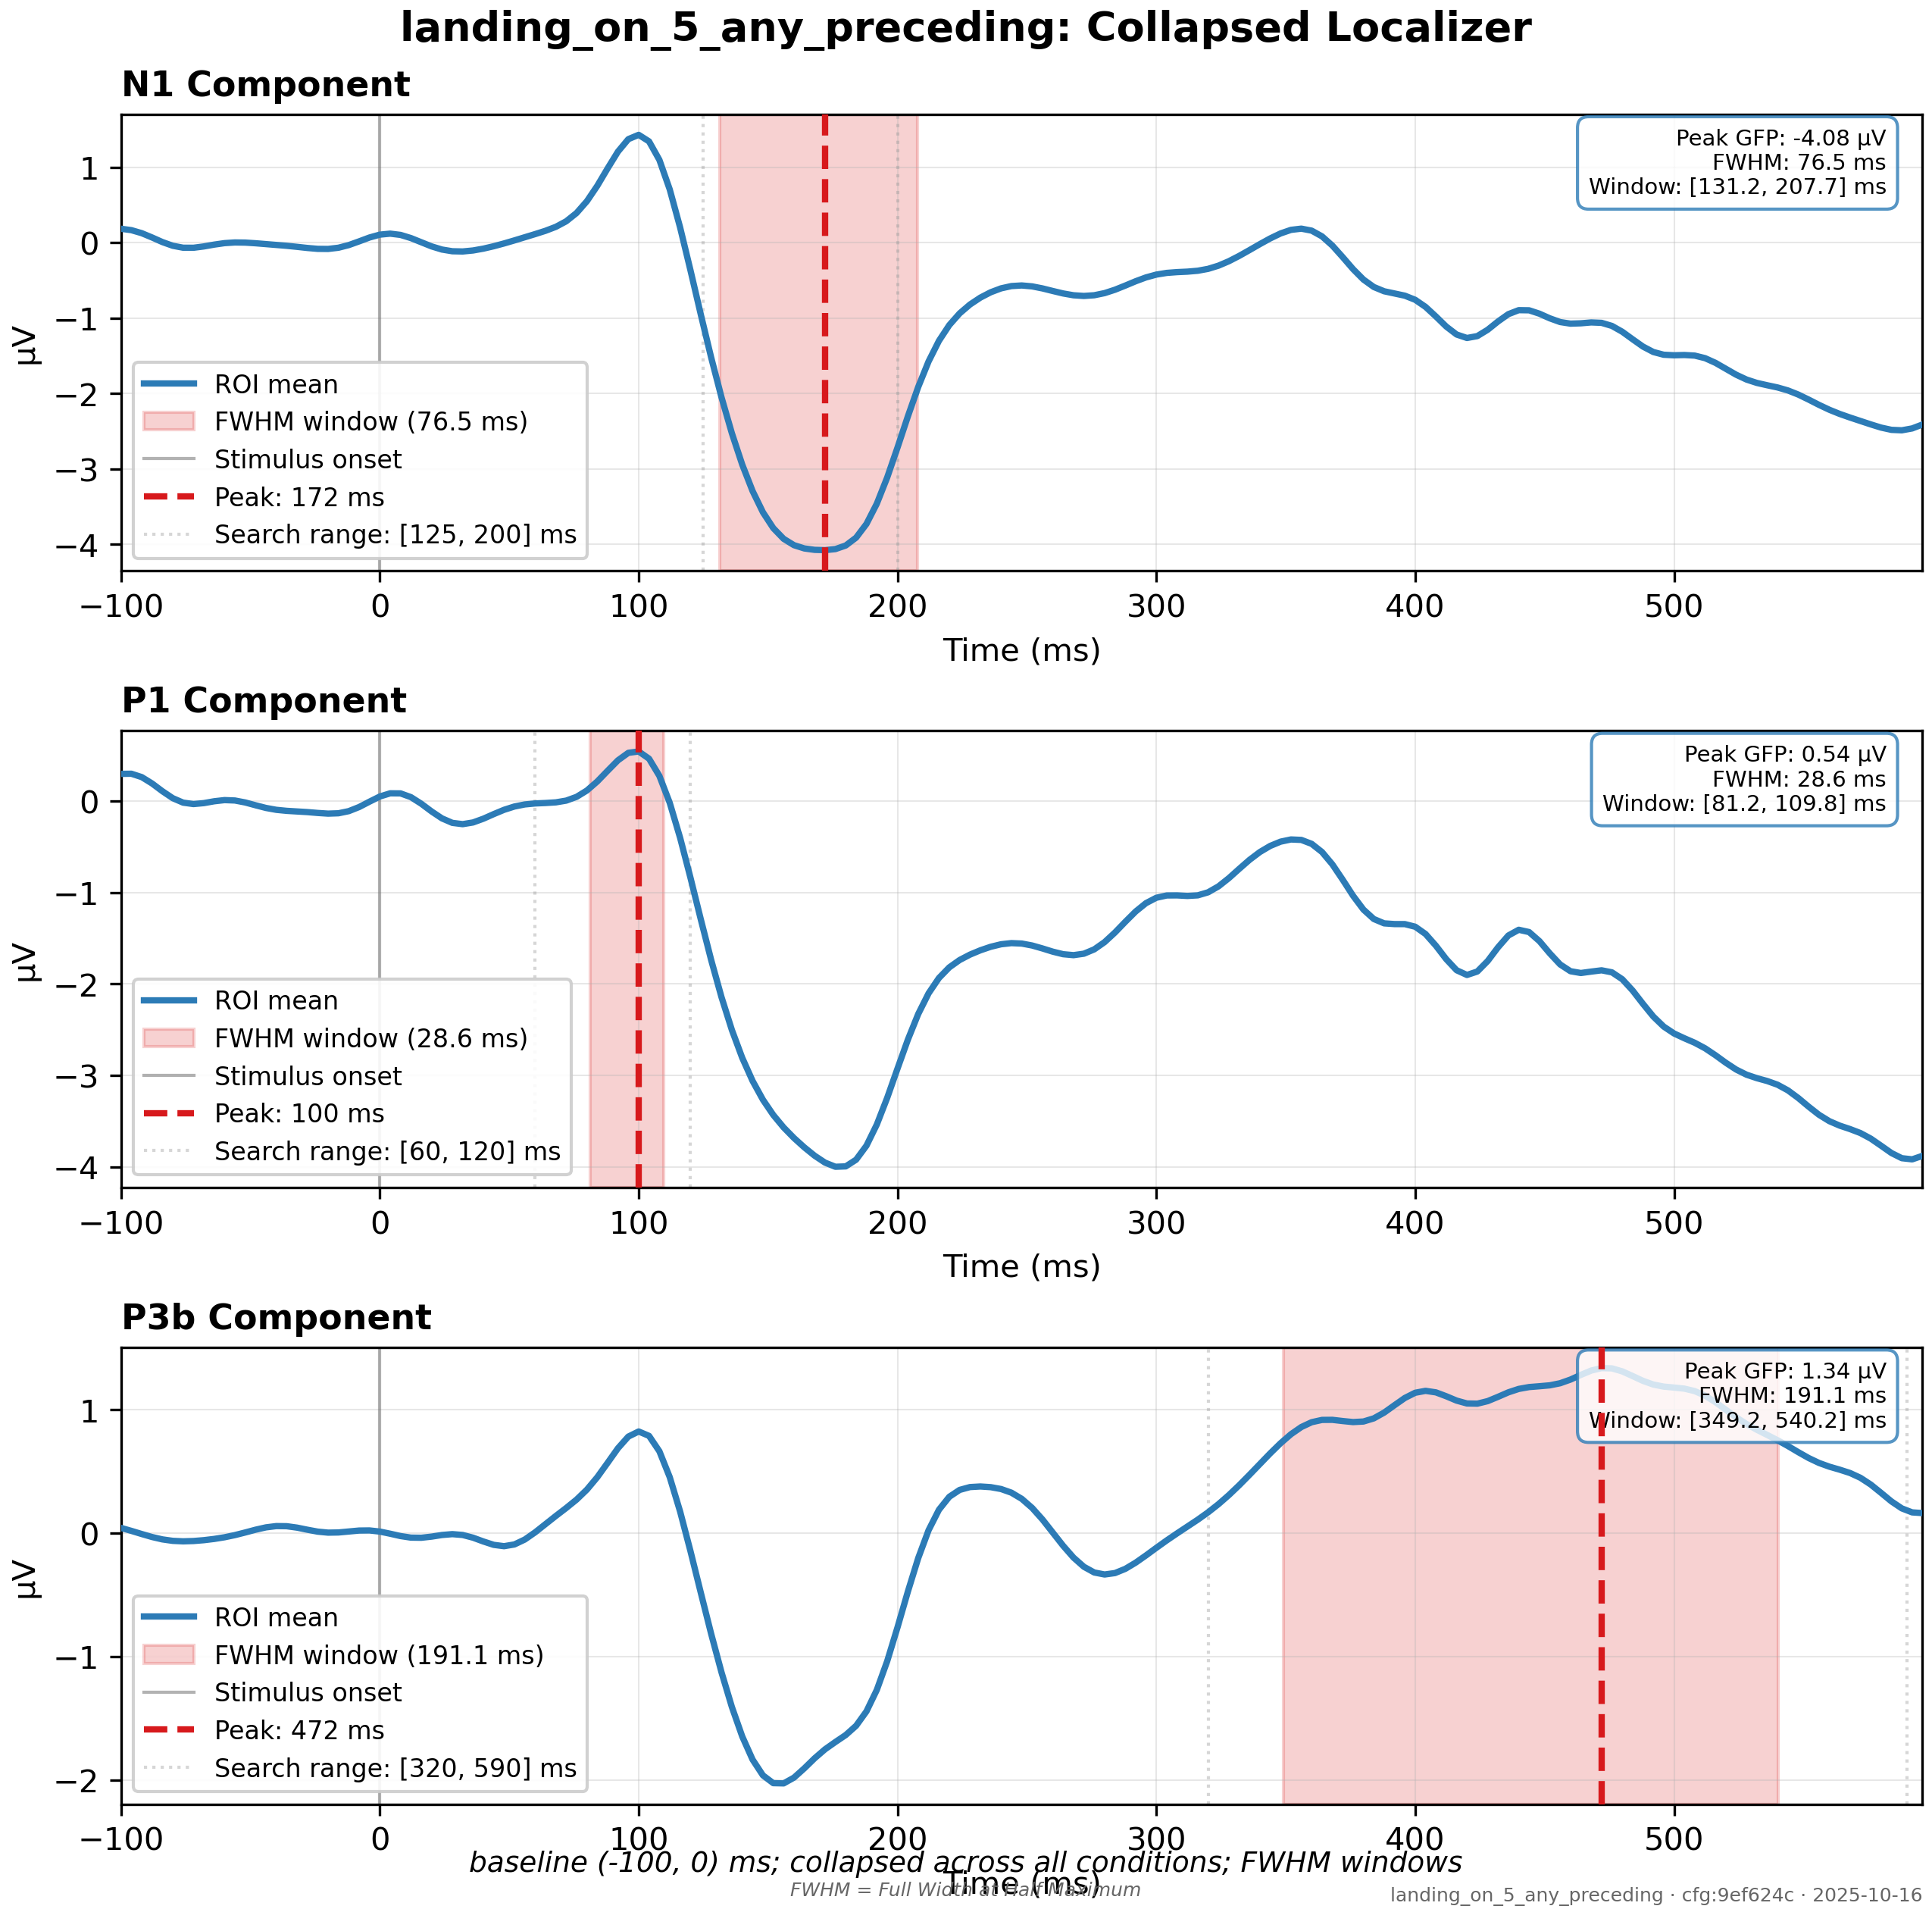 landing_on_5_any_preceding: Collapsed Localizer
N1 Component
Peak GFP: -4.08 µV
FWHM: 76.5 ms
Window: [131.2, 207.7] ms
1
0
−1
−2
−3
−4
µV
ROI mean
FWHM window (76.5 ms)
Stimulus onset
Peak: 172 ms
Search range: [125, 200] ms
−100 0 100 200 300 400 500
Time (ms)
P1 Component
Peak GFP: 0.54 µV
FWHM: 28.6 ms
Window: [81.2, 109.8] ms
0
−1
−2
−3
−4
µV
ROI mean
FWHM window (28.6 ms)
Stimulus onset
Peak: 100 ms
Search range: [60, 120] ms
−100 0 100 200 300 400 500
Time (ms)
P3b Component
Peak GFP: 1.34 µV
FWHM: 191.1 ms
Window: [349.2, 540.2] ms
1
0
−1
−2
µV
ROI mean
FWHM window (191.1 ms)
Stimulus onset
Peak: 472 ms
Search range: [320, 590] ms
−100 0 100 200 300 400 500
baseline (-100, 0) ms; collapsed across all conditions; FWHM windows
Time (ms)
FWHM = Full Width at Half Maximum
landing_on_5_any_preceding · cfg:9ef624c · 2025-10-16